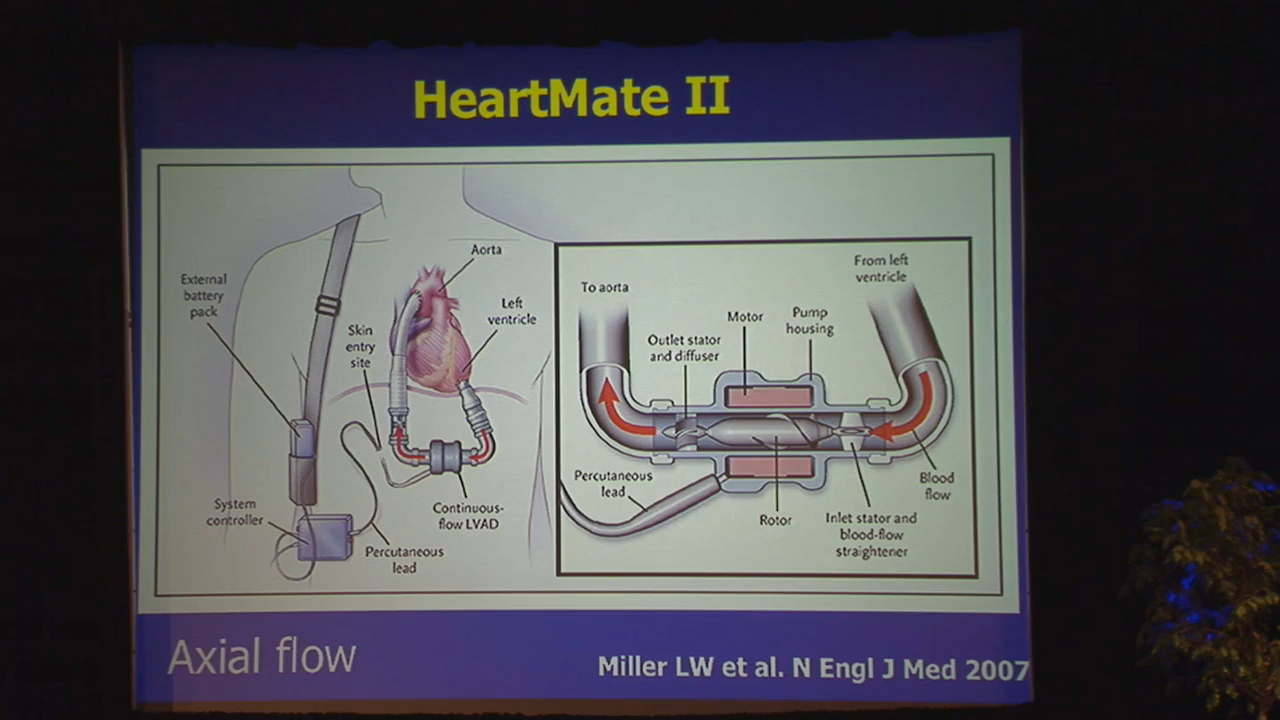 HeartMate II
External
battery
pack
Skin
entry
site
Aorta
Left
ventricle
System
controller
Percutaneous
lead
Continuous-
flow LVAD
To aorta
From left
ventricle
Outlet stator
and diffuser
Motor
Pump
housing
Percutaneous
lead
Rotor
Inlet stator and
blood-flow
straightener
Blood
flow
Axial flow
Miller LW et al. N Engl J Med 2007